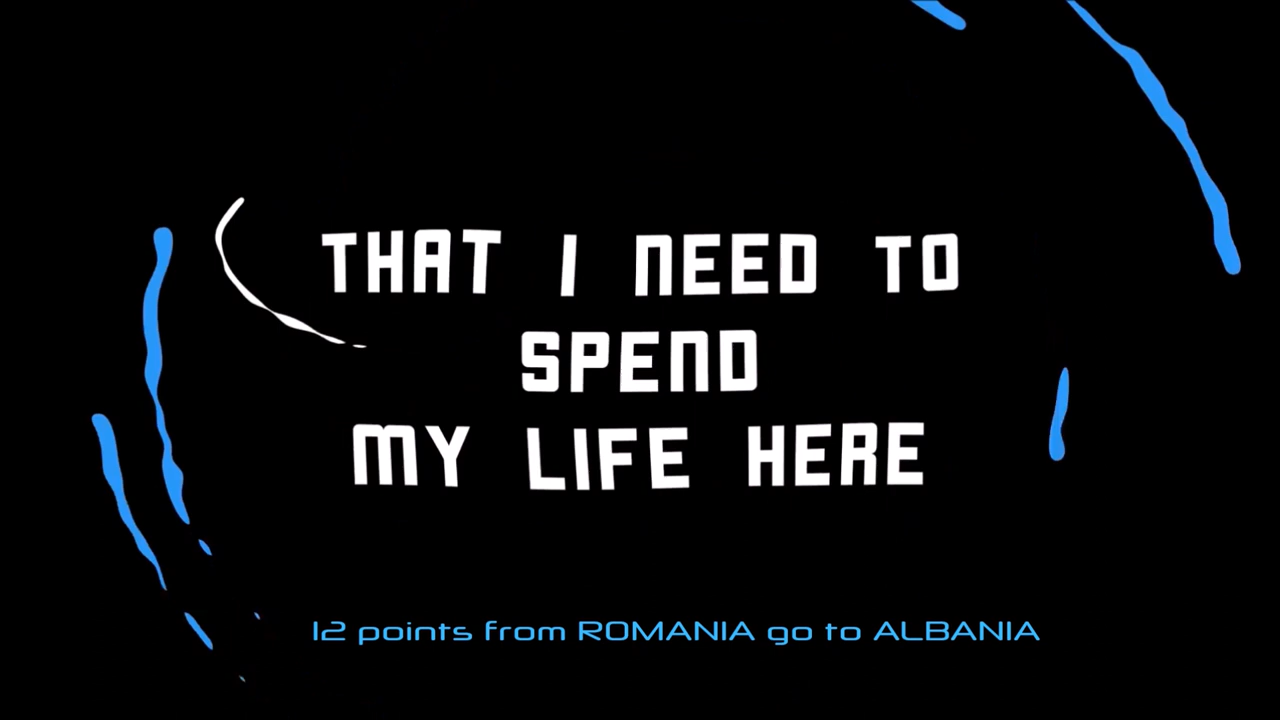 THAT I NEED TO
SPEND
MY LIFE HERE
12 points from ROMANIA go to ALBANIA